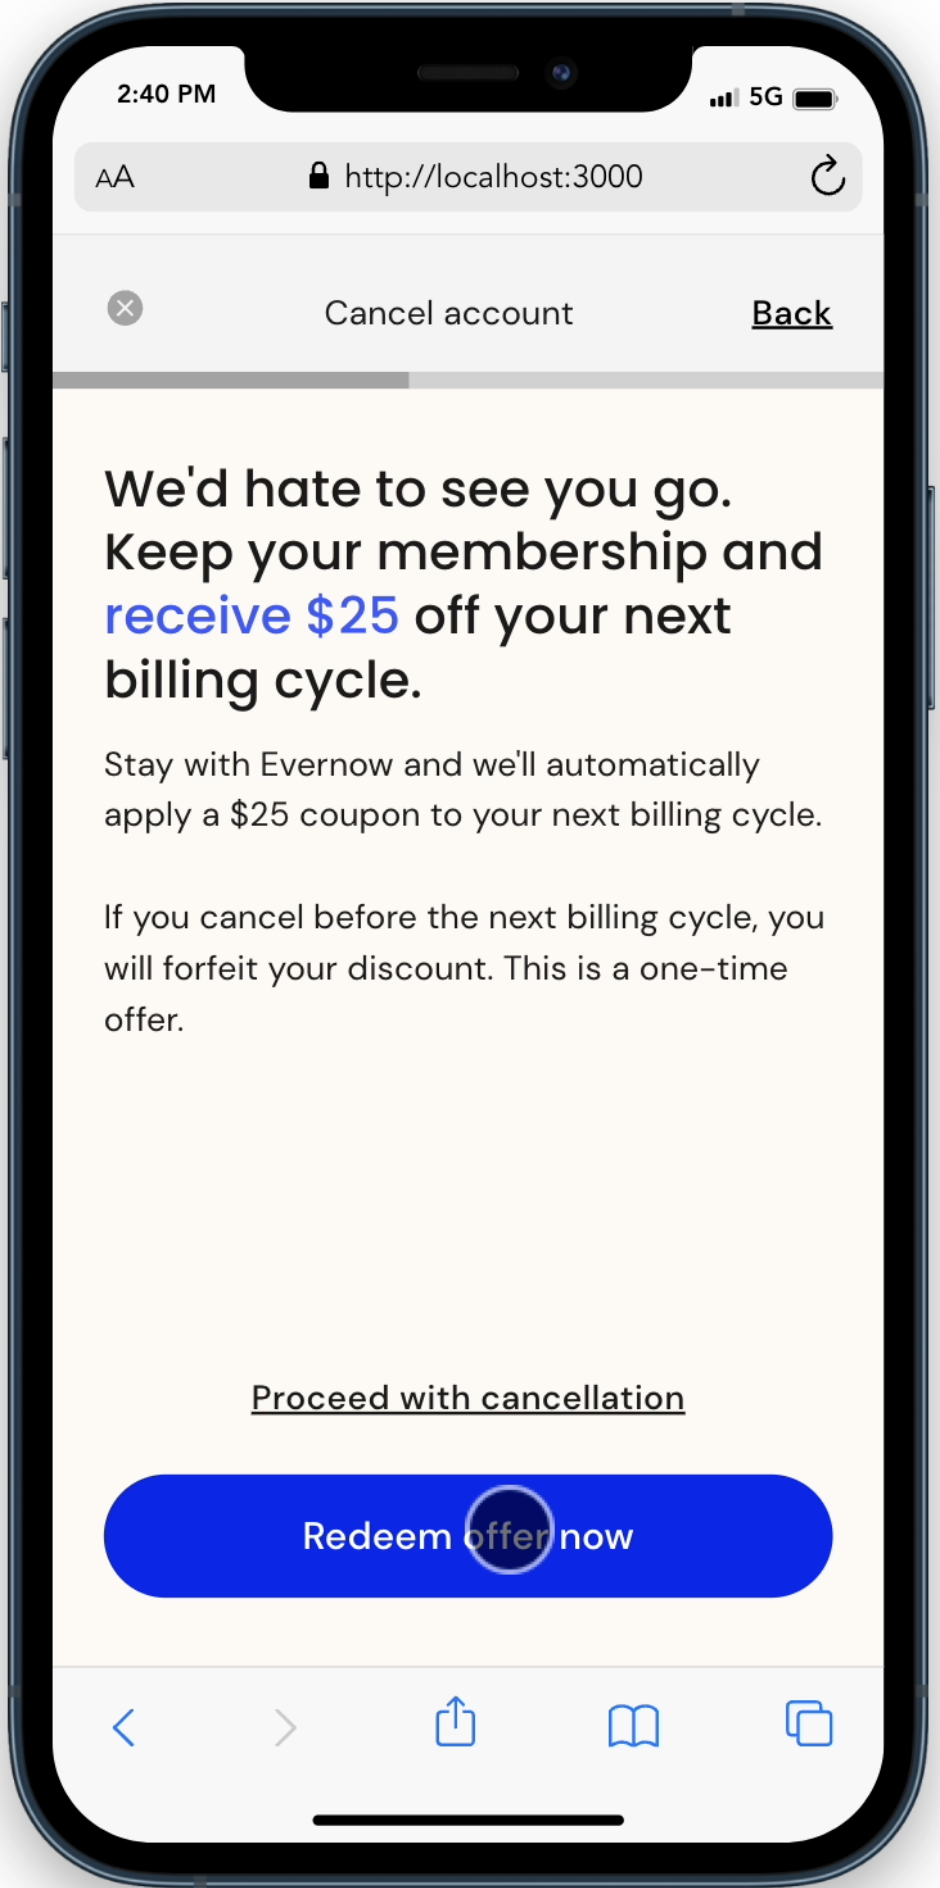 2:40 PM
5G
AA
http://localhost:3000
Cancel account
Back
We'd hate to see you go.
Keep your membership and
receive $25 off your next
billing cycle.
Stay with Evernow and we'll automatically
apply a $25 coupon to your next billing cycle.
If you cancel before the next billing cycle, you
will forfeit your discount. This is a one-time
offer.
Proceed with cancellation
Redeem offer now